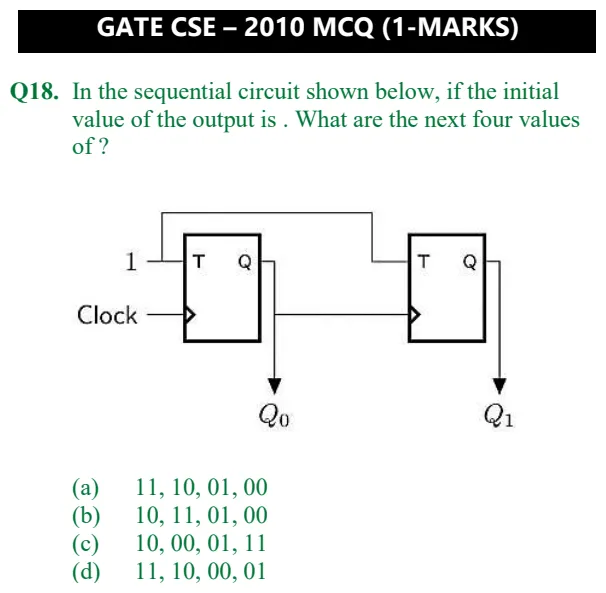 GATE CSE – 2010 MCQ (1-MARKS)
Q18. In the sequential circuit shown below, if the initial
value of the output is . What are the next four values
of ?
1 T Q T Q
Clock
Q0 Q1
(a) 11, 10, 01, 00
(b) 10, 11, 01, 00
(c) 10, 00, 01, 11
(d) 11, 10, 00, 01